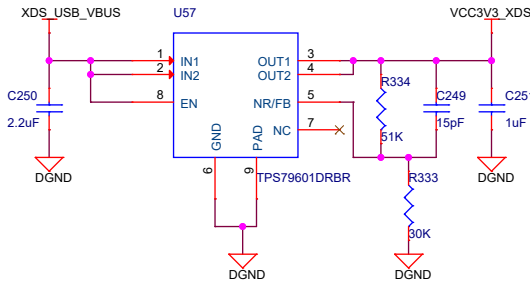 XDS_USB_VBUS
U57
VCC3V3_XDS
1
IN1
OUT1
3
2
IN2
OUT2
4
R334
8
EN
NR/FB
5
C250
C249
C251
2.2uF
NC
7
51K
15pF
1uF
GND
PAD
DGND
6
9
TPS79601DRBR
R333
DGND
30K
DGND
DGND